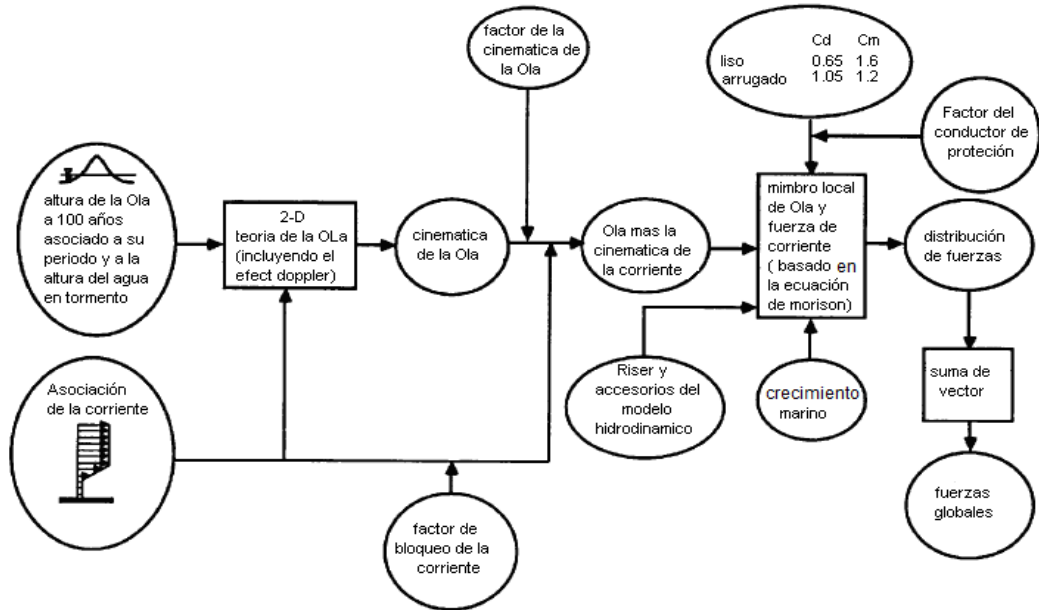 factor de la
cinematica de
la Ola
Cd Cm
liso 0.65 1.6
arrugado 1.05 1.2
Factor del
conductor de
proteción
altura de la Ola
a 100 años
asociado a su
periodo y a la
altura del agua
en tormento
2-D
teoria de la OLa
(incluyendo el
efect doppler)
cinematica
de la Ola
Ola mas la
cinematica de
la corriente
mimbro local
de Ola y
fuerza de
corriente
( basado en
la ecuación
de morison)
distribución
de fuerzas
Asociación
de la corriente
Riser y
accesorios del
modelo
hidrodinamico
crecimiento
marino
suma de
vector
factor de
bloqueo de la
corriente
fuerzas
globales